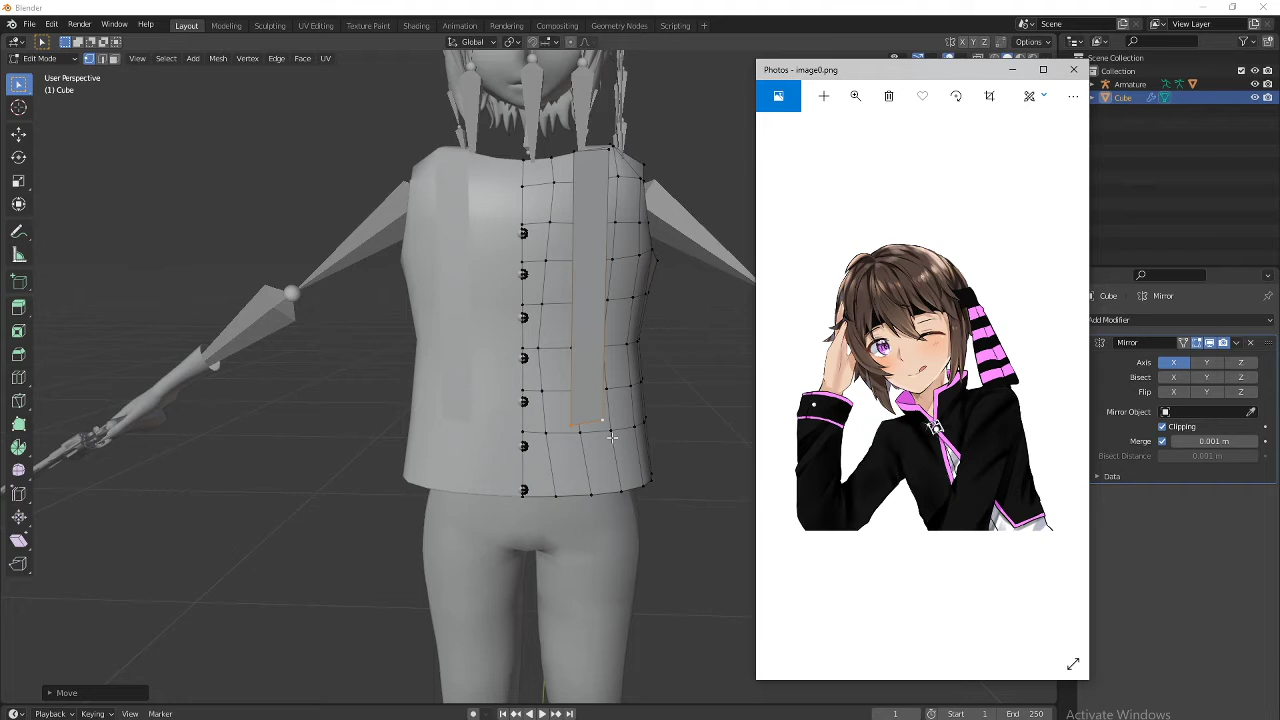 Blender
File Edit Render Window Help Layout Modeling Sculpting UV Editing Texture Paint Shading Animation Rendering Compositing Geometry Nodes Scripting Scene View Layer
Global Options
Edit Mode View Select Add Mesh Vertex Edge Face UV
User Perspective
(1) Cube
Scene Collection
Collection
Armature
Cube
Photos - image0.png
Cube Mirror
Add Modifier
Mirror
Axis X Y Z
Bisect X Y Z
Flip X Y Z
Mirror Object
Clipping
Merge 0.001 m
Bisect Distance 0.001 m
Data
Move
Playback Keying View Marker 1 Start 1 End 250
Activate Windows